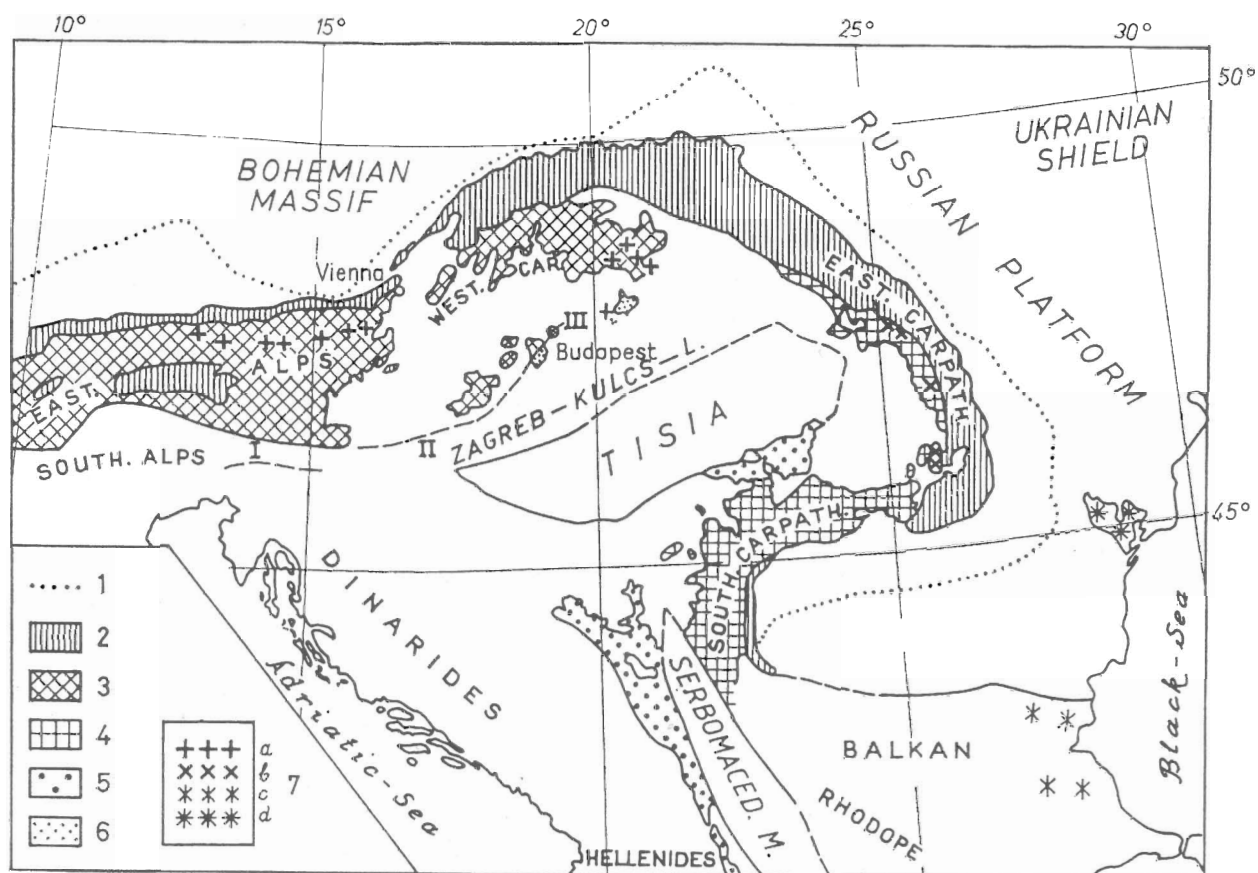 10°
15°
20°
25°
30°
50°
BOHEMIAN
MASSIF
RUSSIAN
PLATFORM
UKRAINIAN
SHIELD
Vienna
WEST. CAR.
EAST. CARPATH.
III
Budapest
EAST. ALPS
ZAGREB-KULCS L.
II
TISIA
SOUTH. ALPS
I
45°
SOUTH CARPATH.
DINARIDES
Adriatic-Sea
SERBOMACED. M.
BALKAN
RHODOPE
HELLENIDES
Black-Sea
1
2
3
4
5
6
a
b
c
d
7